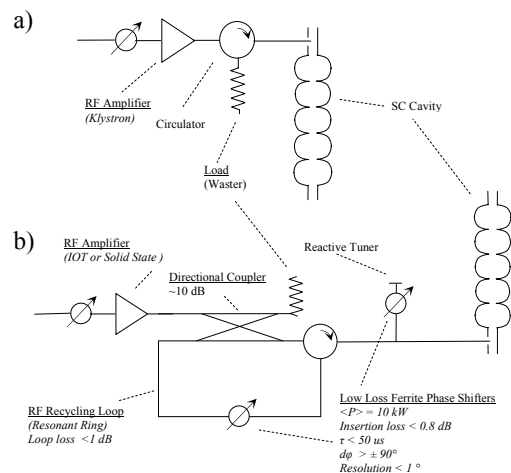 a)
RF Amplifier
(Klystron)
Circulator
SC Cavity
Load
(Waster)
b)
RF Amplifier
(IOT or Solid State )
Directional Coupler
~10 dB
Reactive Tuner
RF Recycling Loop
(Resonant Ring)
Loop loss <1 dB
Low Loss Ferrite Phase Shifters
<P> = 10 kW
Insertion loss < 0.8 dB
τ < 50 us
dφ > ± 90°
Resolution < 1 °